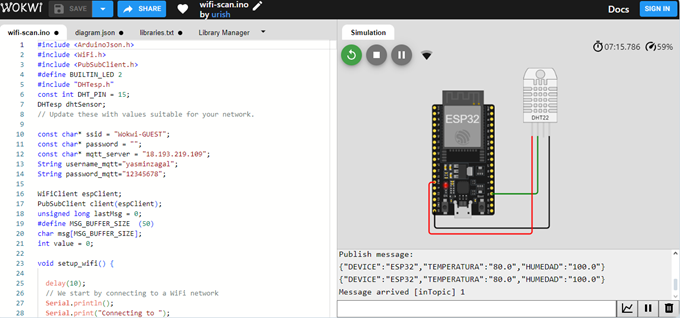 WOKWI
SAVE
SHARE
wifi-scan.ino
by urish
Docs
SIGN IN
wifi-scan.ino
diagram.json
libraries.txt
Library Manager
Simulation
1 #include <ArduinoJson.h>
2 #include <WiFi.h>
3 #include <PubSubClient.h>
4 #define BUILTIN_LED 2
5 #include "DHTesp.h"
6 const int DHT_PIN = 15;
7 DHTesp dhtSensor;
8 // Update these with values suitable for your network.
9
10 const char* ssid = "Wokwi-GUEST";
11 const char* password = "";
12 const char* mqtt_server = "18.193.219.109";
13 String username_mqtt="yasminzagal";
14 String password_mqtt="12345678";
15
16 WiFiClient espClient;
17 PubSubClient client(espClient);
18 unsigned long lastMsg = 0;
19 #define MSG_BUFFER_SIZE (50)
20 char msg[MSG_BUFFER_SIZE];
21 int value = 0;
22
23 void setup_wifi() {
24
25 delay(10);
26 // We start by connecting to a WiFi network
27 Serial.println();
28 Serial.print("Connecting to ");
07:15.786
59%
ESP32
DHT22
Publish message:
{"DEVICE":"ESP32","TEMPERATURA":"80.0","HUMEDAD":"100.0"}
{"DEVICE":"ESP32","TEMPERATURA":"80.0","HUMEDAD":"100.0"}
Message arrived [inTopic] 1